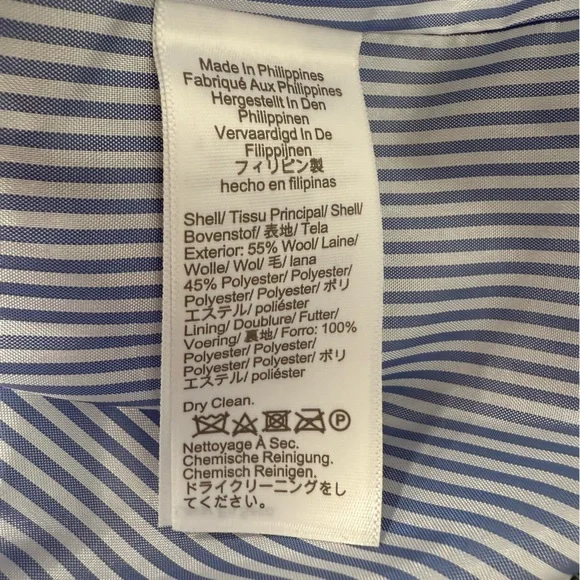 Made In Philippines
Fabriqué Aux Philippines
Hergestellt In Den
Philippinen
Vervaardigd In De
Filippijnen
フィリピン製
hecho en filipinas
Shell/ Tissu Principal/ Shell/
Bovenstof/ 表地/ Tela
Exterior: 55% Wool/ Laine/
Wolle/ Wol/ 毛/ lana
45% Polyester/ Polyester/
Polyester/ Polyester/ ポリ
エステル/ poliéster
Lining/ Doublure/ Futter/
Voering/ 裏地/ Forro: 100%
Polyester/ Polyester/
Polyester/ Polyester/ ポリ
エステル/ poliéster
Dry Clean.
P
Nettoyage À Sec.
Chemische Reinigung.
Chemisch Reinigen.
ドライクリーニングをし
てください。